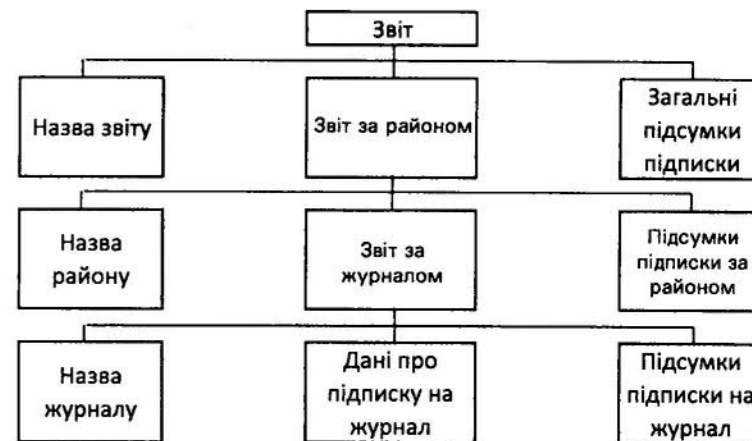 Звіт
Назва звіту
Звіт за районом
Загальні
підсумки
підписки
Назва
району
Звіт за
журналом
Підсумки
підписки за
районом
Назва
журналу
Дані про
підписку на
журнал
Підсумки
підписки на
журнал